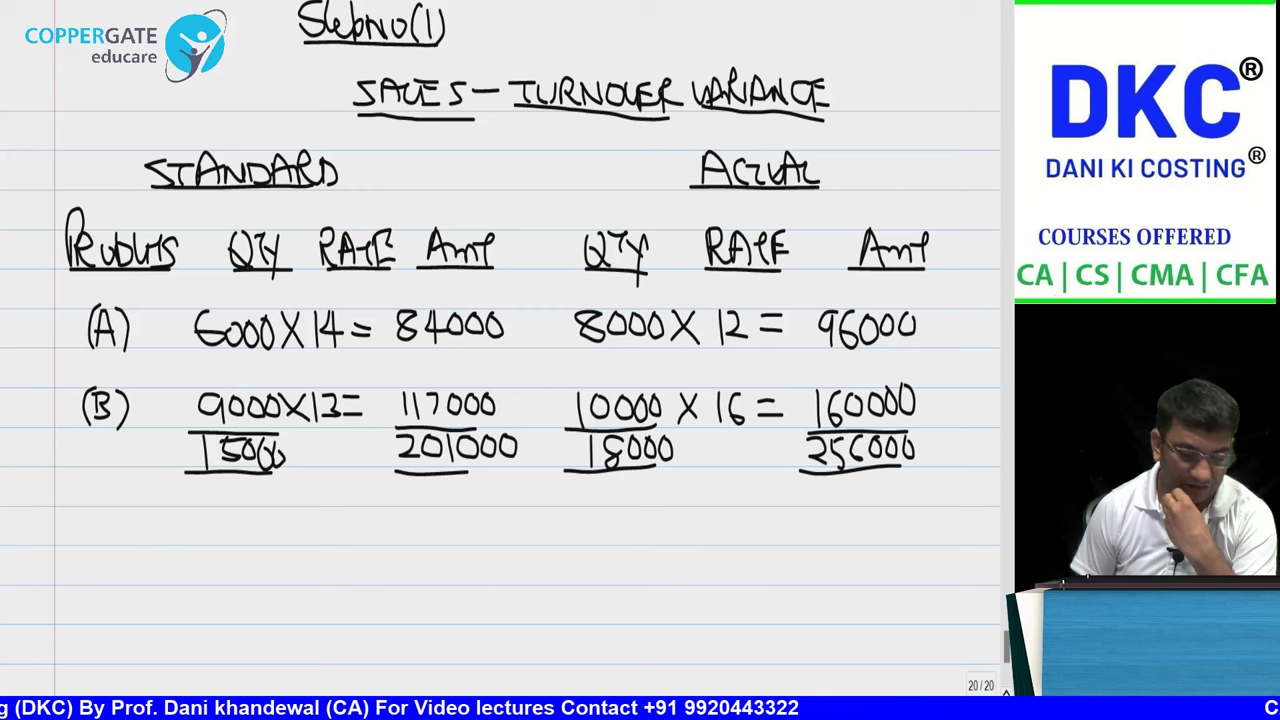 COPPERGATE
educare
Step No (1)
SALES - TURNOVER VARIANCE
STANDARD ACTUAL
Products QTY RATE Amt QTY RATE Amt
(A) 6000 X 14 = 84000 8000 X 12 = 96000
(B) 9000 X 13 = 117000 10000 X 16 = 160000
15000 201000 18000 256000
20 / 20
DKC®
DANI KI COSTING®
COURSES OFFERED
CA | CS | CMA | CFA
g (DKC) By Prof. Dani khandewal (CA) For Video lectures Contact +91 9920443322 C